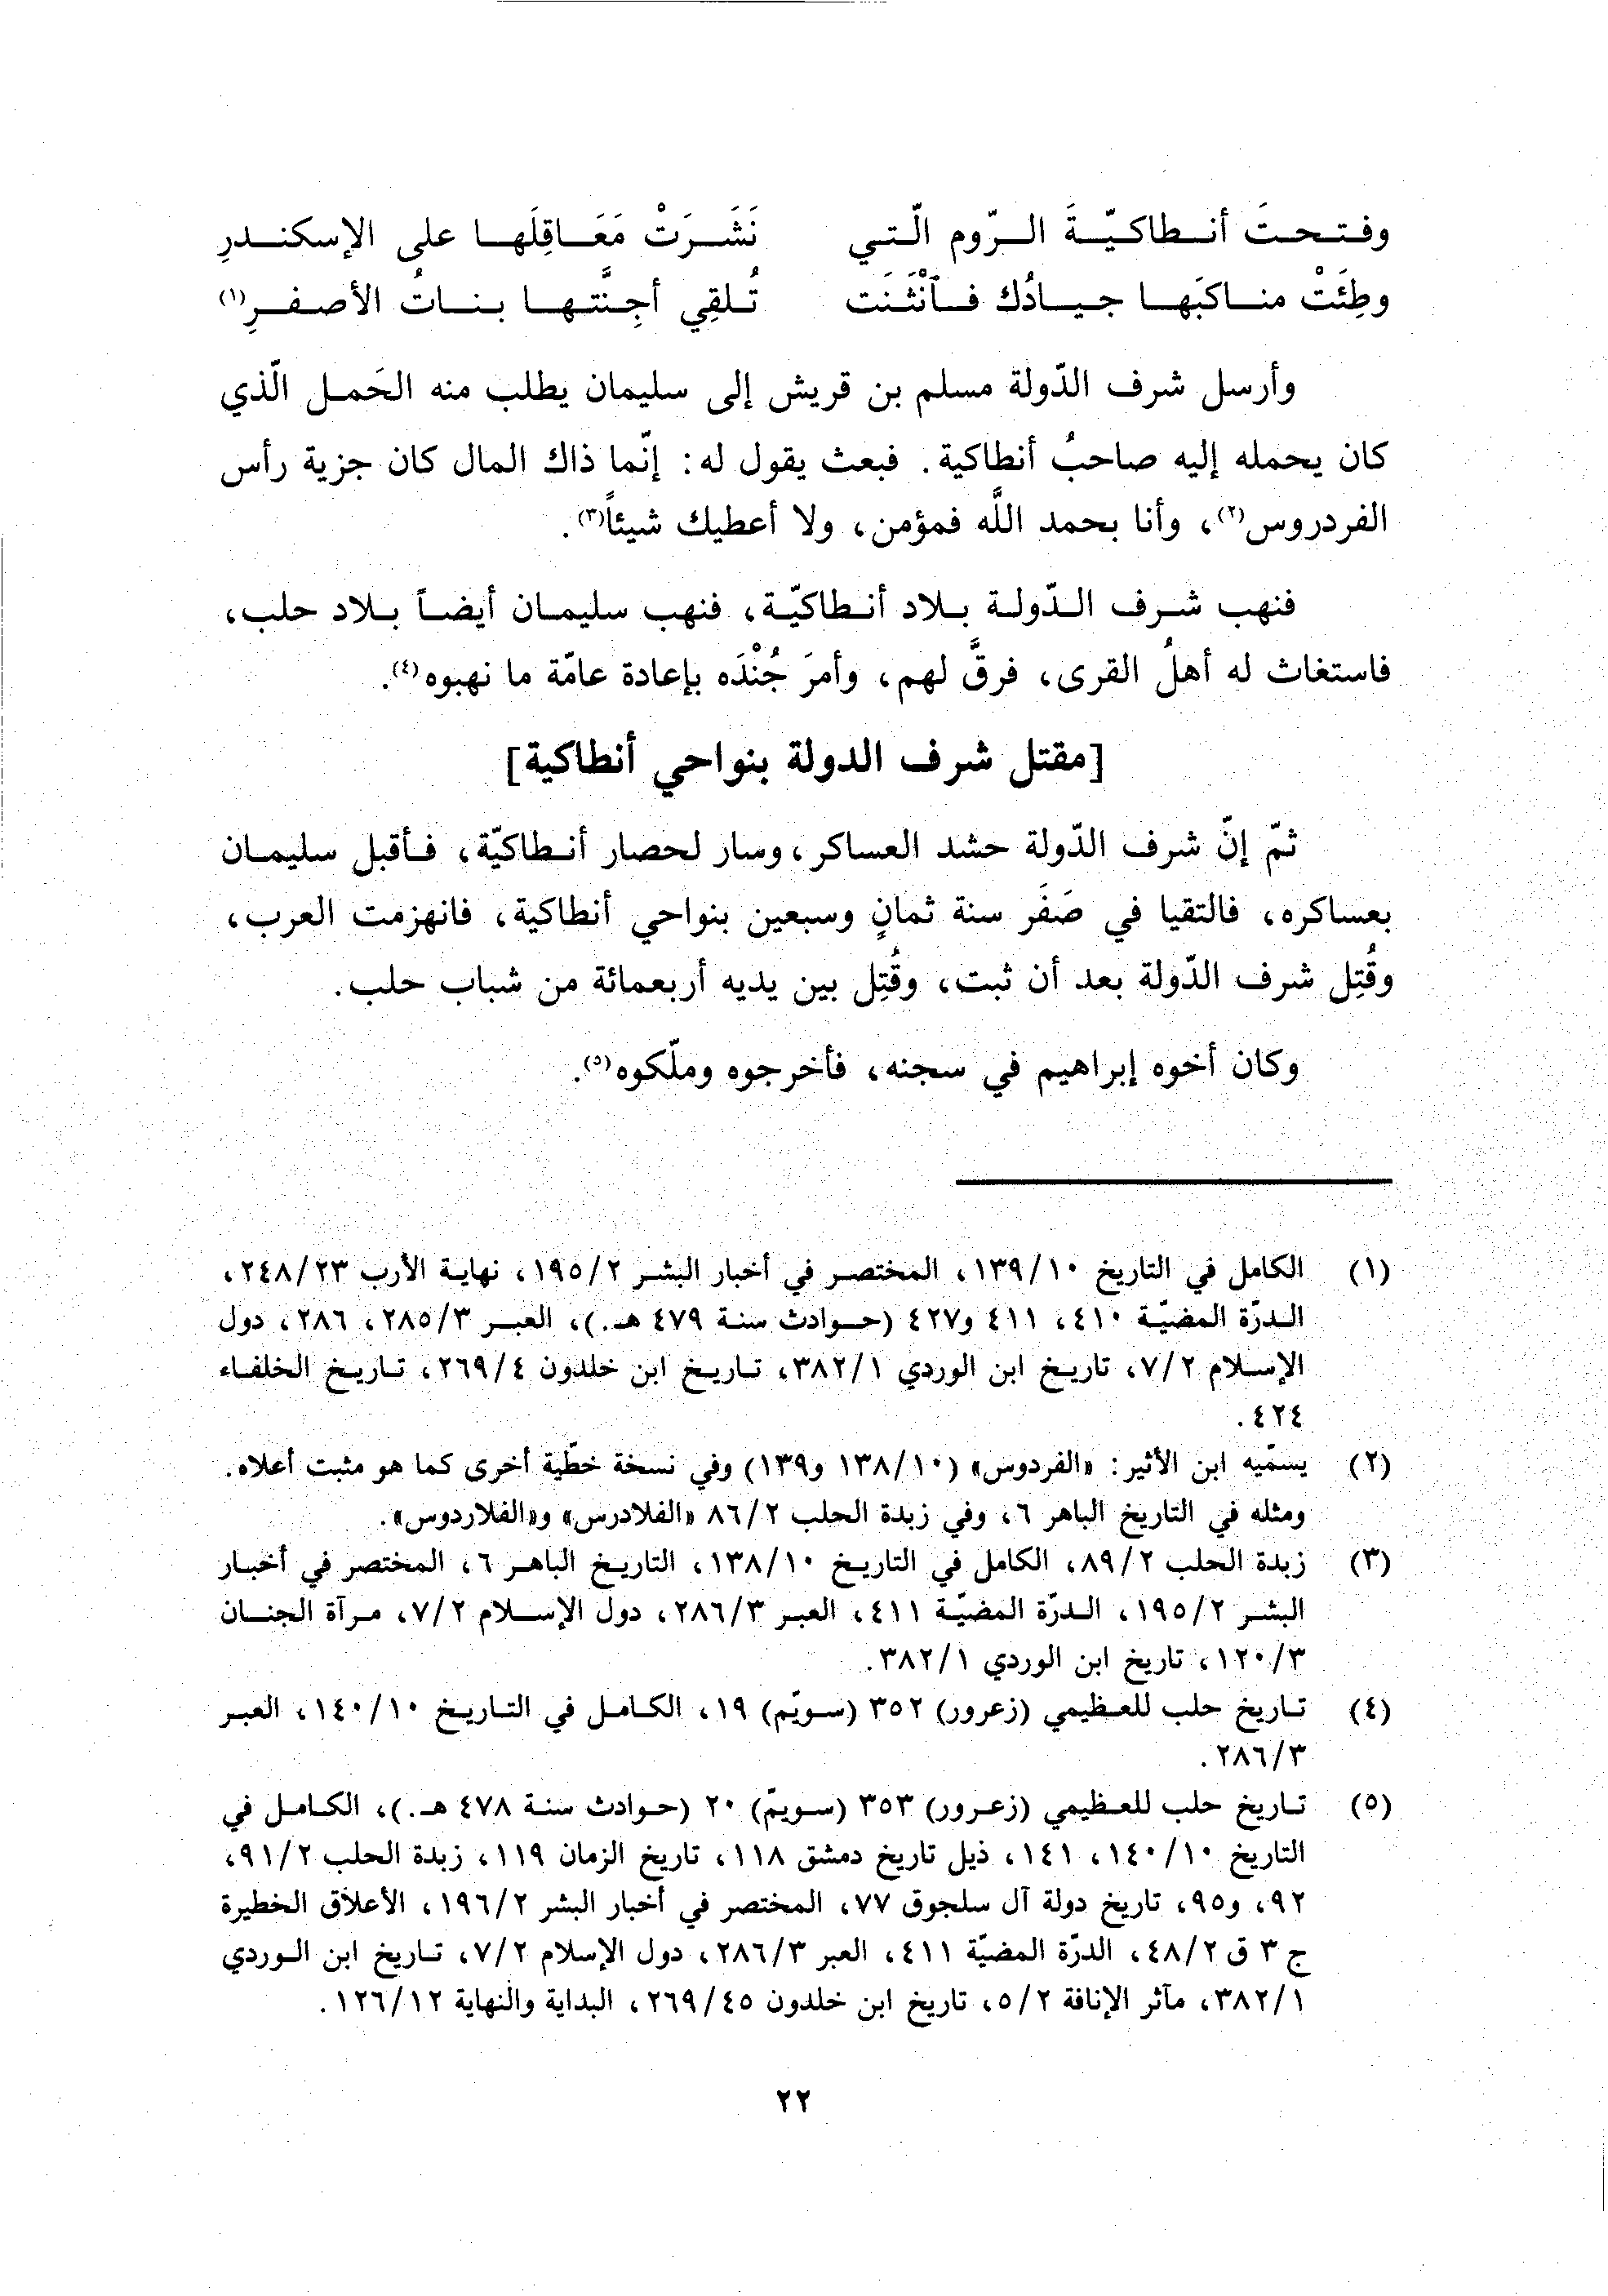 وفتحتَ أنطاكيّةَ الرّوم الّتي نَشَرَتْ مَعَاقِلَها على الإسكندرِ
وطِئَتْ مناكبَها جيادُك فَٱنْثَنَت تُلقِي أجِنَّتها بناتُ الأصفرِ(١)
وأرسل شرف الدّولة مسلم بن قريش إلى سليمان يطلب منه الحَمل الّذي
كان يحمله إليه صاحبُ أنطاكية. فبعث يقول له: إنّما ذاك المال كان جزية رأس
الفردروس(٢)، وأنا بحمد اللَّه فمؤمن، ولا أعطيك شيئاً(٣).
فنهب شرف الدّولة بلاد أنطاكيّة، فنهب سليمان أيضاً بلاد حلب،
فاستغاث له أهلُ القرى، فرقَّ لهم، وأمرَ جُنْدَه بإعادة عامّة ما نهبوه(٤).
[مقتل شرف الدولة بنواحي أنطاكية]
ثمّ إنّ شرف الدّولة حشد العساكر، وسار لحصار أنطاكيّة، فأقبل سليمان
بعساكره، فالتقيا في صَفَر سنة ثمانٍ وسبعين بنواحي أنطاكية، فانهزمت العرب،
وقُتِل شرف الدّولة بعد أن ثبت، وقُتِل بين يديه أربعمائة من شباب حلب.
وكان أخوه إبراهيم في سجنه، فأخرجوه وملّكوه(٥).
(١) الكامل في التاريخ ١٣٩/١٠، المختصر في أخبار البشر ١٩٥/٢، نهاية الأرب ٢٤٨/٢٣،
الدرّة المضيّة ٤١٠، ٤١١ و٤٢٧ (حوادث سنة ٤٧٩ هـ.)، العبر ٢٨٥/٣، ٢٨٦، دول
الإسلام ٧/٢، تاريخ ابن الوردي ٣٨٢/١، تاريخ ابن خلدون ٢٦٩/٤، تاريخ الخلفاء
٤٢٤.
(٢) يسمّيه ابن الأثير: «الفردوس» (١٣٨/١٠ و١٣٩) وفي نسخة خطّية أخرى كما هو مثبت أعلاه.
ومثله في التاريخ الباهر ٦، وفي زبدة الحلب ٨٦/٢ «الفلادرس» و«الفلاردوس».
(٣) زبدة الحلب ٨٩/٢، الكامل في التاريخ ١٣٨/١٠، التاريخ الباهر ٦، المختصر في أخبار
البشر ١٩٥/٢، الدرّة المضيّة ٤١١، العبر ٢٨٦/٣، دول الإسلام ٧/٢، مرآة الجنان
١٢٠/٣، تاريخ ابن الوردي ٣٨٢/١.
(٤) تاريخ حلب للعظيمي (زعرور) ٣٥٢ (سويّم) ١٩، الكامل في التاريخ ١٤٠/١٠، العبر
٢٨٦/٣.
(٥) تاريخ حلب للعظيمي (زعرور) ٣٥٣ (سويمّ) ٢٠ (حوادث سنة ٤٧٨ هـ.)، الكامل في
التاريخ ١٤٠/١٠، ١٤١، ذيل تاريخ دمشق ١١٨، تاريخ الزمان ١١٩، زبدة الحلب ٩١/٢،
٩٢، و٩٥، تاريخ دولة آل سلجوق ٧٧، المختصر في أخبار البشر ١٩٦/٢، الأعلاق الخطيرة
ج ٣ ق ٤٨/٢، الدرّة المضيّة ٤١١، العبر ٢٨٦/٣، دول الإسلام ٧/٢، تاريخ ابن الوردي
٣٨٢/١، مآثر الإنافة ٥/٢، تاريخ ابن خلدون ٢٦٩/٤٥، البداية والنهاية ١٢٦/١٢.
٢٢